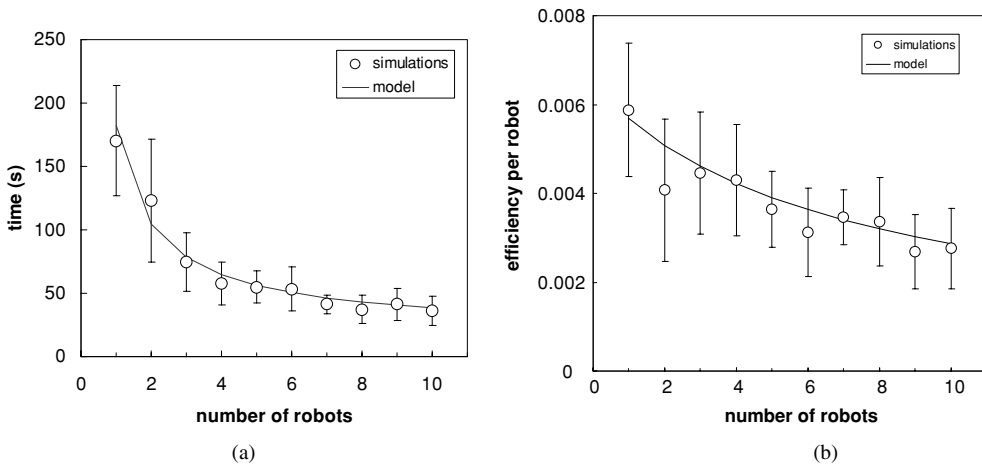 250
200
150
100
50
0
time (s)
simulations
model
0 2 4 6 8 10
number of robots
(a)
0.008
0.006
0.004
0.002
0
efficiency per robot
simulations
model
0 2 4 6 8 10
number of robots
(b)